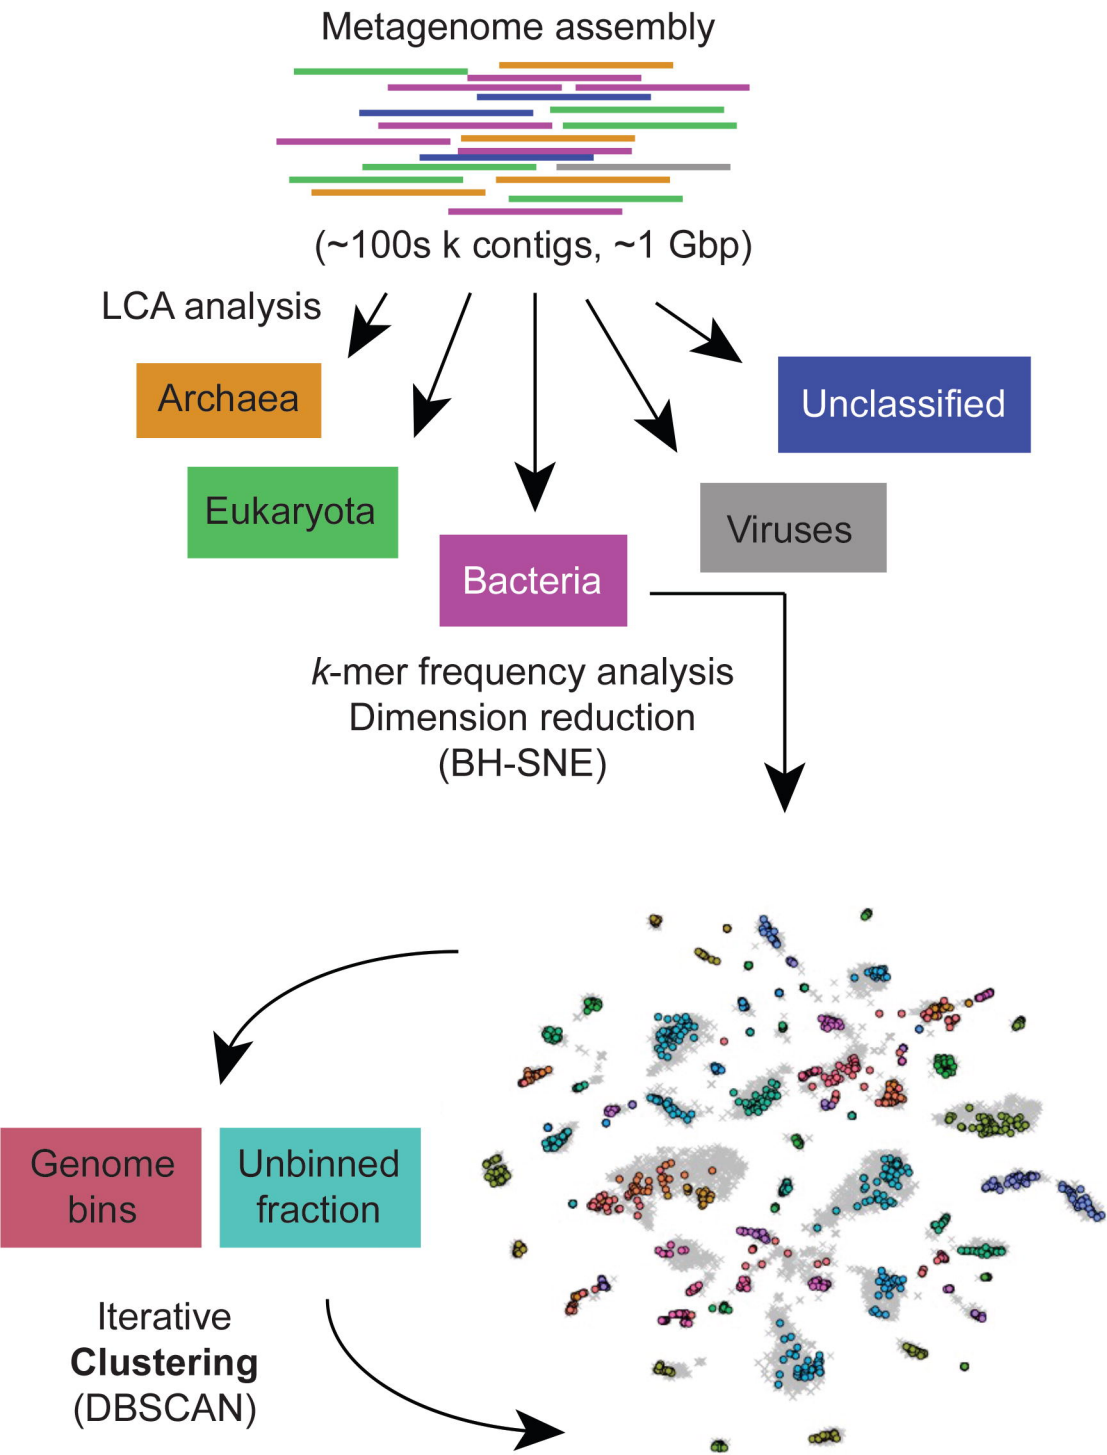 Metagenome assembly
(~100s k contigs, ~1 Gbp)
LCA analysis
Archaea
Unclassified
Eukaryota
Viruses
Bacteria
k-mer frequency analysis
Dimension reduction
(BH-SNE)
Genome
bins
Unbinned
fraction
Iterative
Clustering
(DBSCAN)